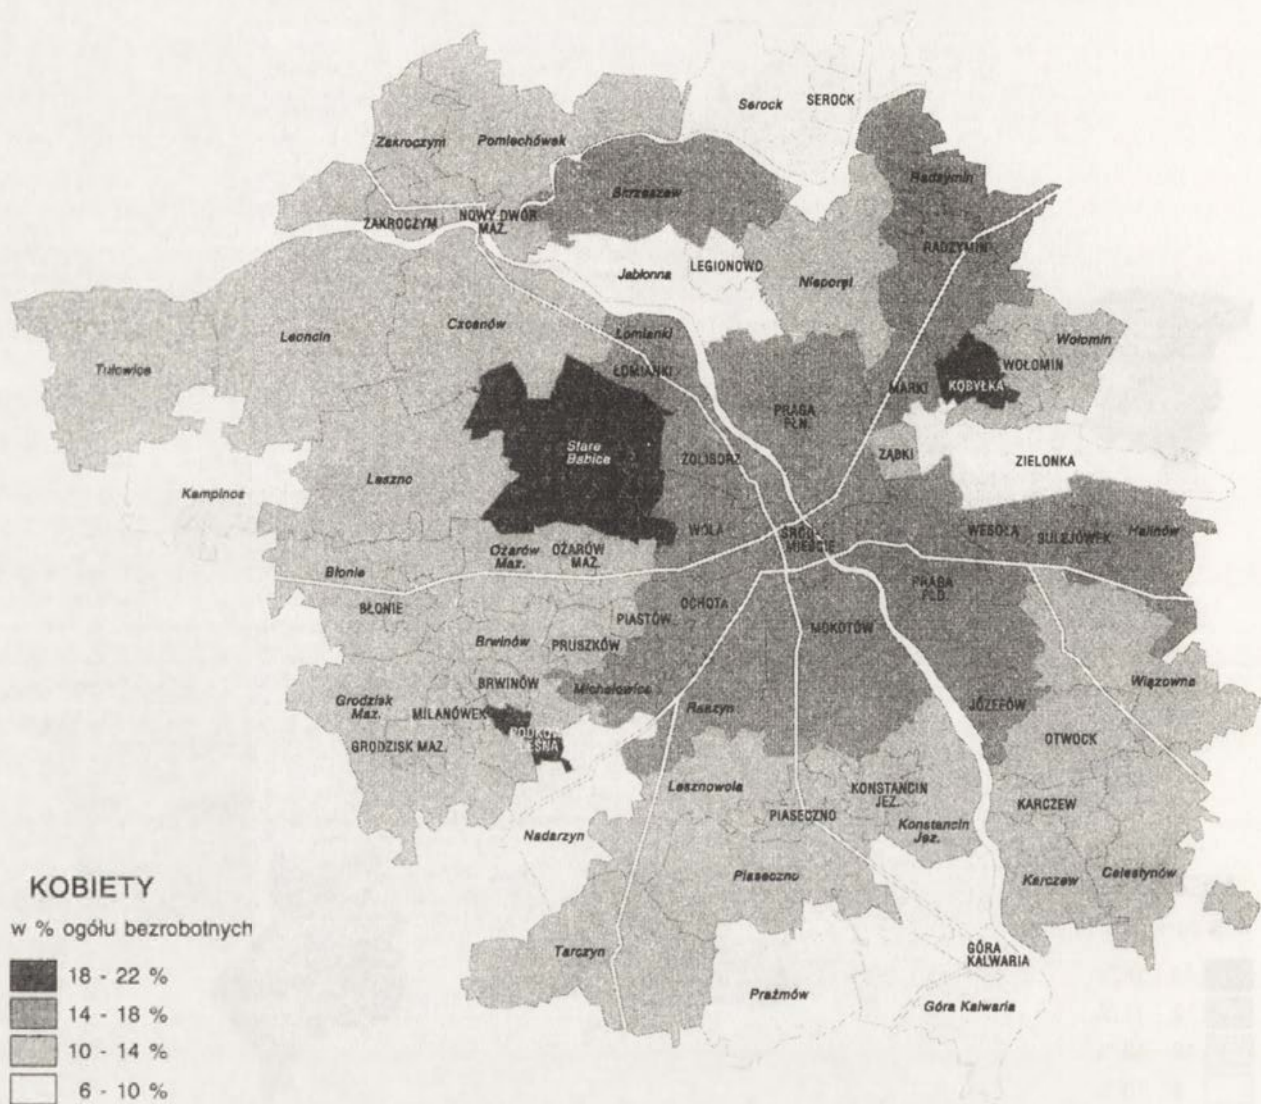 Serock
SEROCK
Zakroczym
Pomiechówek
Skrzeszew
Radzymin
ZAKROCZYM
NOWY DWÓR
MAZ.
RADZYMIN
Jabłonna
LEGIONOWO
Nieporęt
Leoncin
Czosnów
Łomianki
ŁOMIANKI
Tułowice
Wołomin
WOŁOMIN
MARKI
KOBYŁKA
PRAGA
PŁN.
Stare
Babice
ŻOLIBORZ
ZĄBKI
ZIELONKA
Leszno
Kampinos
WOLA
ŚRÓD-
MIEŚCIE
WESOŁA
SULEJÓWEK
Halinów
Ożarów
Maz.
OŻARÓW
MAZ.
Błonie
BŁONIE
PIASTÓW
OCHOTA
PRAGA
PŁD.
MOKOTÓW
Brwinów
PRUSZKÓW
BRWINÓW
Michałowice
Raszyn
Wiązowna
JÓZEFÓW
Grodzisk
Maz.
MILANÓWEK
PODKOWA
LEŚNA
GRODZISK MAZ.
OTWOCK
Lesznowola
KONSTANCIN
JEZ.
PIASECZNO
KARCZEW
Konstancin
Jez.
Nadarzyn
Piaseczno
Karczew
Celestynów
Tarczyn
GÓRA
KALWARIA
Prażmów
Góra Kalwaria
KOBIETY
w % ogółu bezrobotnych
18 - 22 %
14 - 18 %
10 - 14 %
6 - 10 %